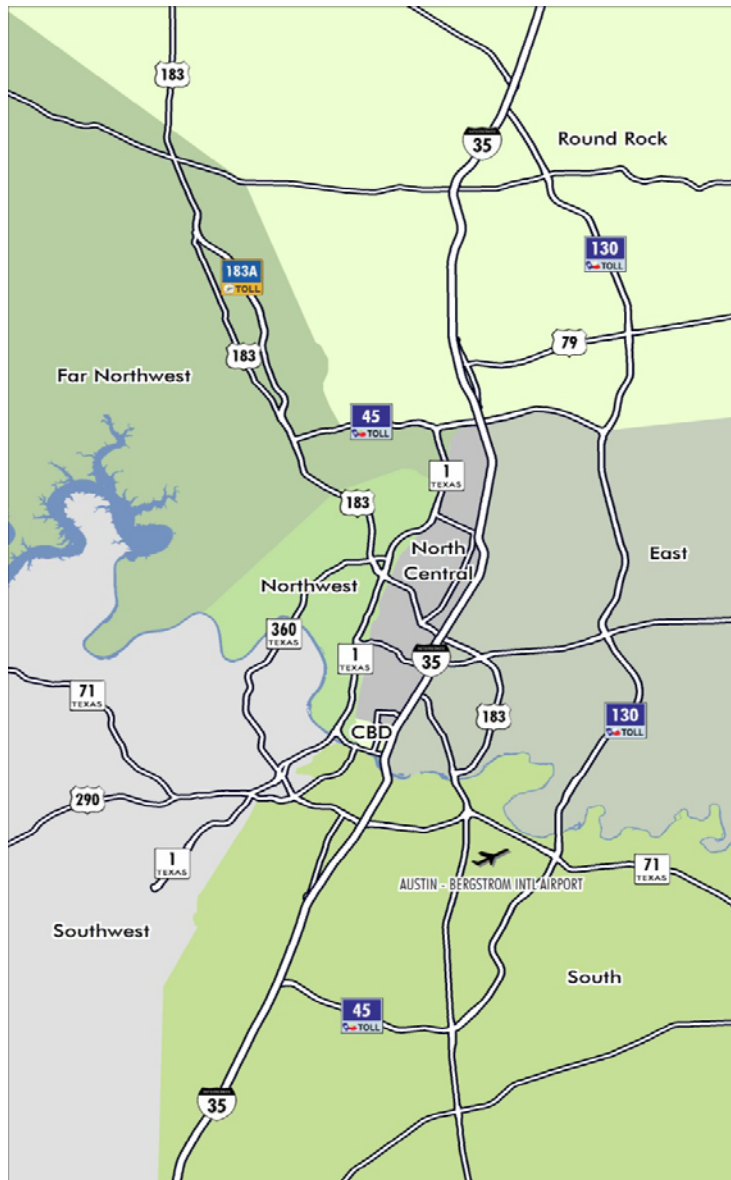 183
35
Round Rock
130
TOLL
183A
TOLL
79
183
Far Northwest
45
TOLL
1
TEXAS
183
North
Central
East
Northwest
360
TEXAS
1
TEXAS
35
71
TEXAS
183
130
TOLL
CBD
290
1
TEXAS
71
TEXAS
AUSTIN - BERGSTROM INTL AIRPORT
Southwest
South
45
TOLL
35